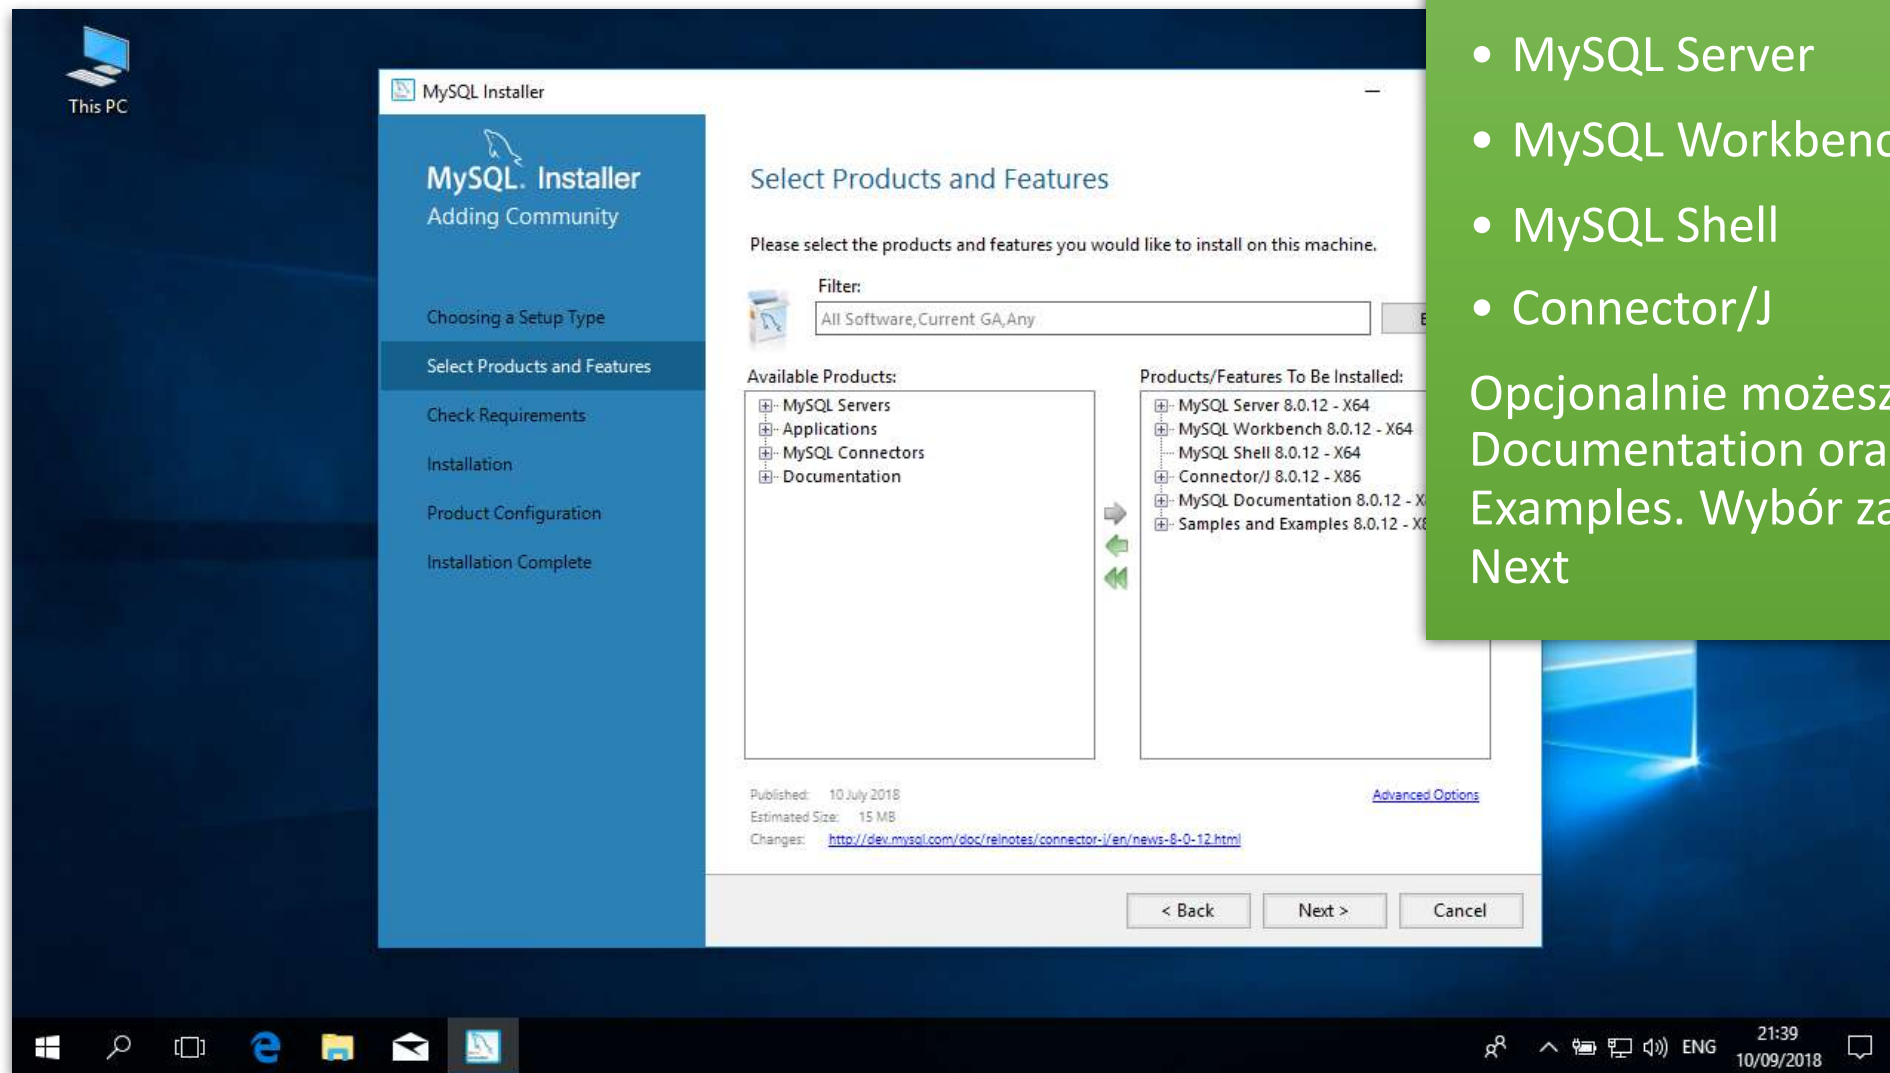 This PC
MySQL Installer
MySQL. Installer
Adding Community
Choosing a Setup Type
Select Products and Features
Check Requirements
Installation
Product Configuration
Installation Complete
Select Products and Features
Please select the products and features you would like to install on this machine.
Filter:
All Software,Current GA,Any
Available Products:
MySQL Servers
Applications
MySQL Connectors
Documentation
Products/Features To Be Installed:
MySQL Server 8.0.12 - X64
MySQL Workbench 8.0.12 - X64
MySQL Shell 8.0.12 - X64
Connector/J 8.0.12 - X86
MySQL Documentation 8.0.12 -
Samples and Examples 8.0.12 -
Published: 10 July 2018
Estimated Size: 15 MB
Changes: http://dev.mysql.com/doc/relnotes/connector-j/en/news-8-0-12.html
Advanced Options
< Back
Next >
Cancel
• MySQL Server
• MySQL
• MySQL Shell
• Connector/J
Opcjonalnie możesz
Documentation
Examples. Wybór
Next
ENG
21:39
10/09/2018